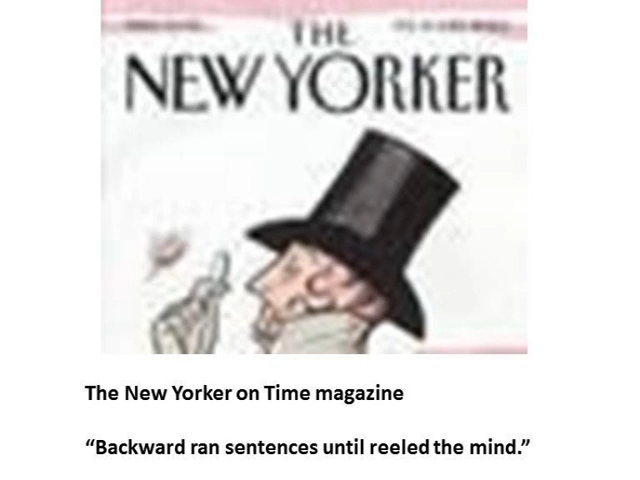 THE
NEW YORKER
The New Yorker on Time magazine
“Backward ran sentences until reeled the mind.”